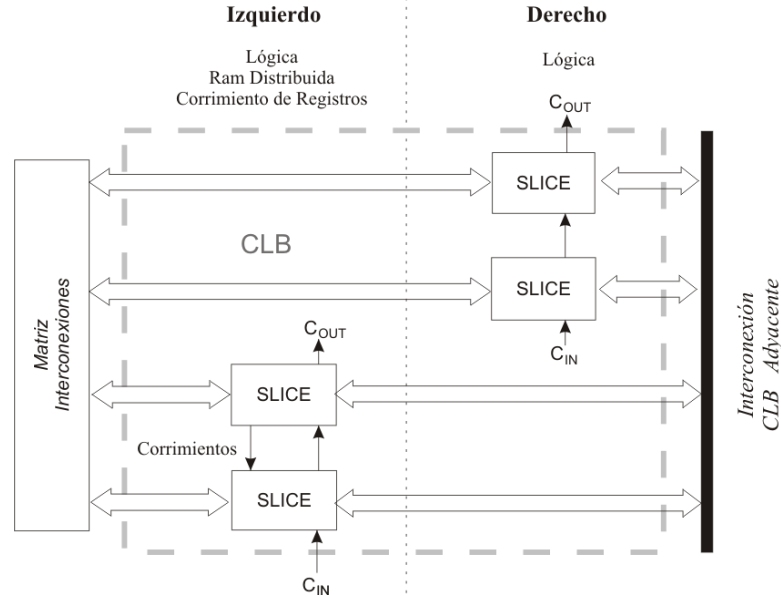 Izquierdo
Derecho
Lógica
Ram Distribuida
Corrimiento de Registros
Lógica
COUT
SLICE
CLB
SLICE
COUT
CIN
Matriz
Interconexiones
SLICE
Interconexión
CLB Adyacente
Corrimientos
SLICE
CIN